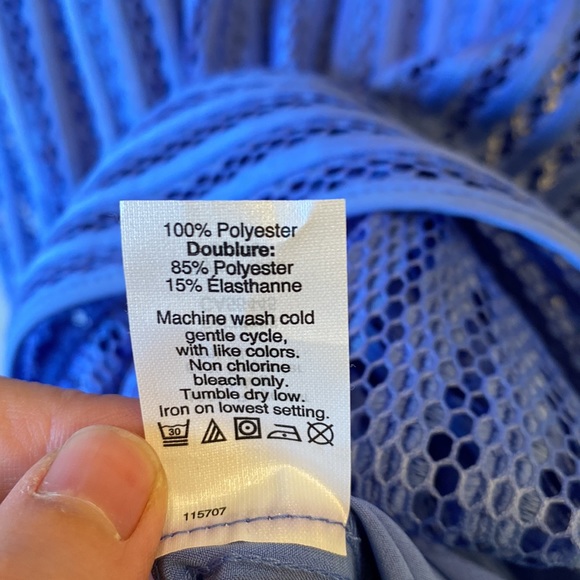 100% Polyester
Doublure:
85% Polyester
15% Élasthanne
Machine wash cold
gentle cycle,
with like colors.
Non chlorine
bleach only.
Tumble dry low.
Iron on lowest setting.
30
115707